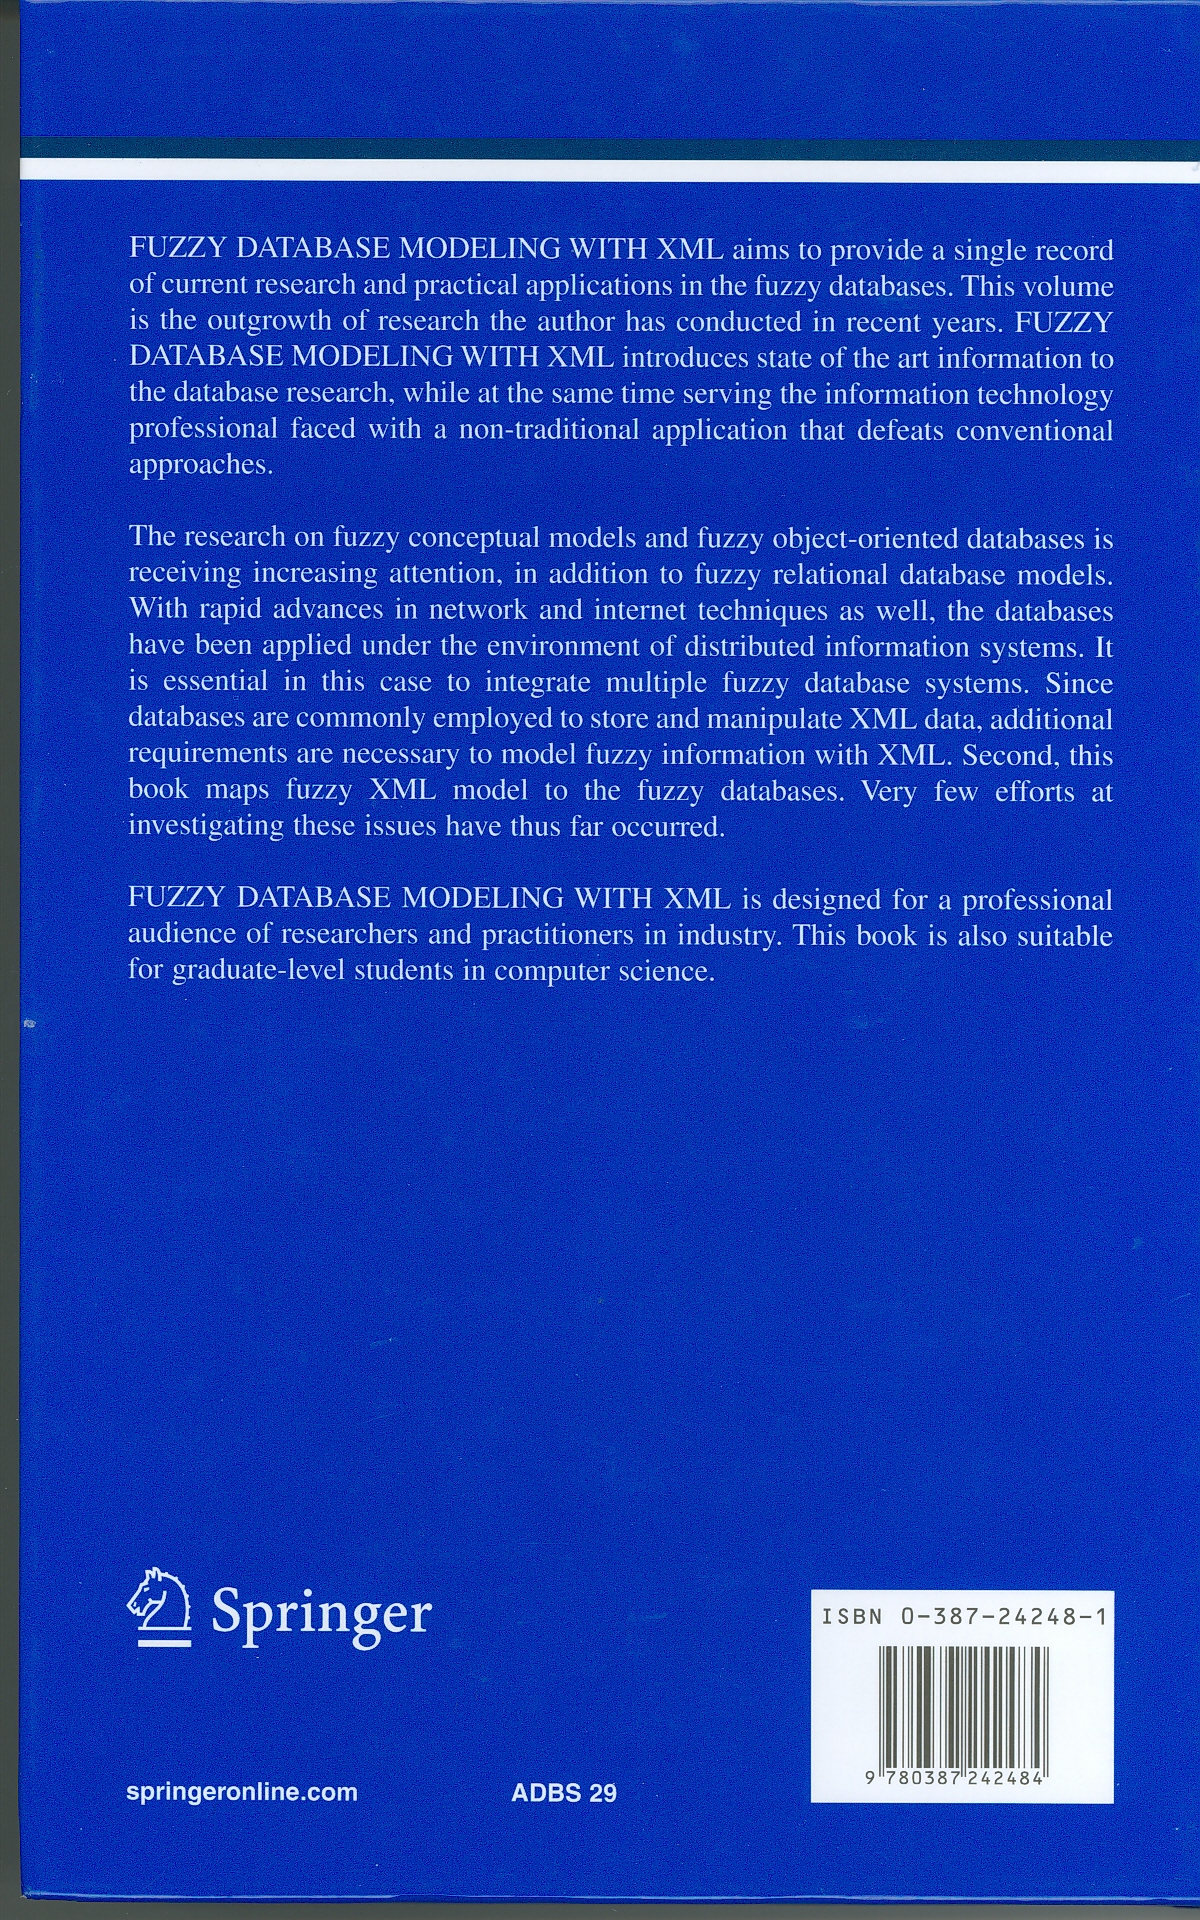 FUZZY DATABASE MODELING WITH XML aims to provide a single record
of current research and practical applications in the fuzzy databases. This volume
is the outgrowth of research the author has conducted in recent years. FUZZY
DATABASE MODELING WITH XML introduces state of the art information to
the database research, while at the same time serving the information technology
professional faced with a non-traditional application that defeats conventional
approaches.
The research on fuzzy conceptual models and fuzzy object-oriented databases is
receiving increasing attention, in addition to fuzzy relational database models.
With rapid advances in network and internet techniques as well, the databases
have been applied under the environment of distributed information systems. It
is essential in this case to integrate multiple fuzzy database systems. Since
databases are commonly employed to store and manipulate XML data, additional
requirements are necessary to model fuzzy information with XML. Second, this
book maps fuzzy XML model to the fuzzy databases. Very few efforts at
investigating these issues have thus far occurred.
FUZZY DATABASE MODELING WITH XML is designed for a professional
audience of researchers and practitioners in industry. This book is also suitable
for graduate-level students in computer science.
Springer
ISBN 0-387-24248-1
9 780387 242484
springeronline.com
ADBS 29